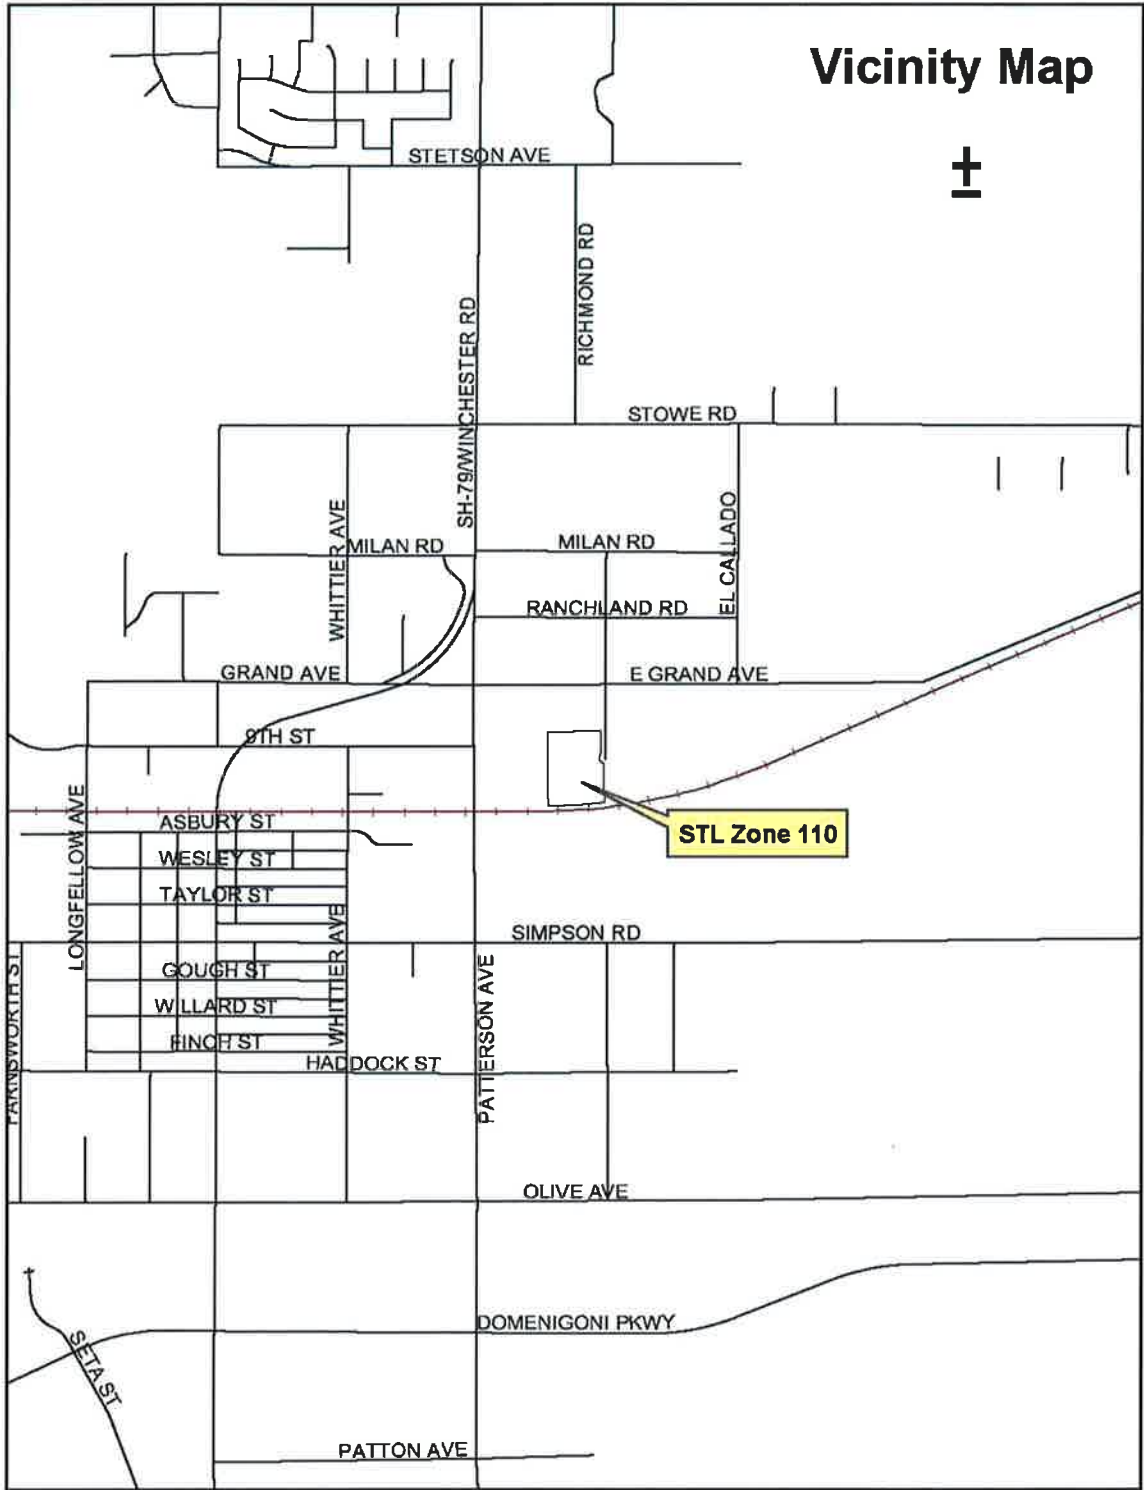 Vicinity Map
±
STETSON AVE
RICHMOND RD
SH-79/WINCHESTER RD
STOWE RD
WHITTIER AVE
MILAN RD
MILAN RD
EL CALLADO
RANCHLAND RD
GRAND AVE
E GRAND AVE
9TH ST
LONGFELLOW AVE
ASBURY ST
STL Zone 110
WESLEY ST
TAYLOR ST
WHITTIER AVE
SIMPSON RD
FARNSWORTH ST
GOUGH ST
PATTERSON AVE
WILLARD ST
FINCH ST
HADDOCK ST
OLIVE AVE
DOMENIGONI PKWY
SETA ST
PATTON AVE